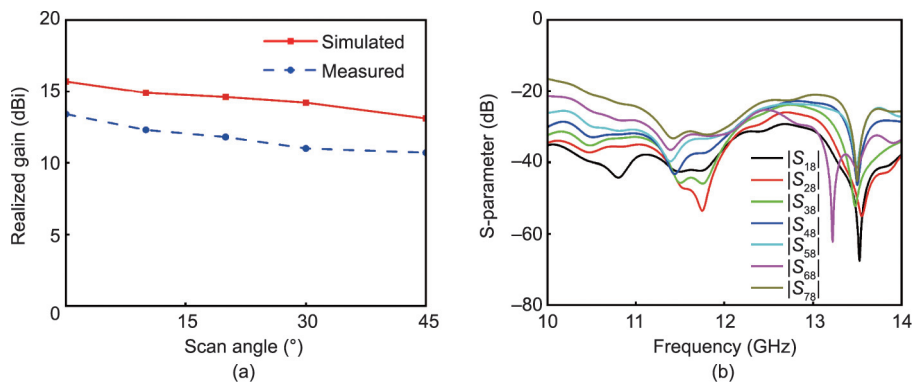 20
15
10
5
0
15
30
45
Realized gain (dBi)
Scan angle (°)
Simulated
Measured
(a)
0
−20
−40
−60
−80
10
11
12
13
14
S-parameter (dB)
Frequency (GHz)
|S18|
|S28|
|S38|
|S48|
|S58|
|S68|
|S78|
(b)